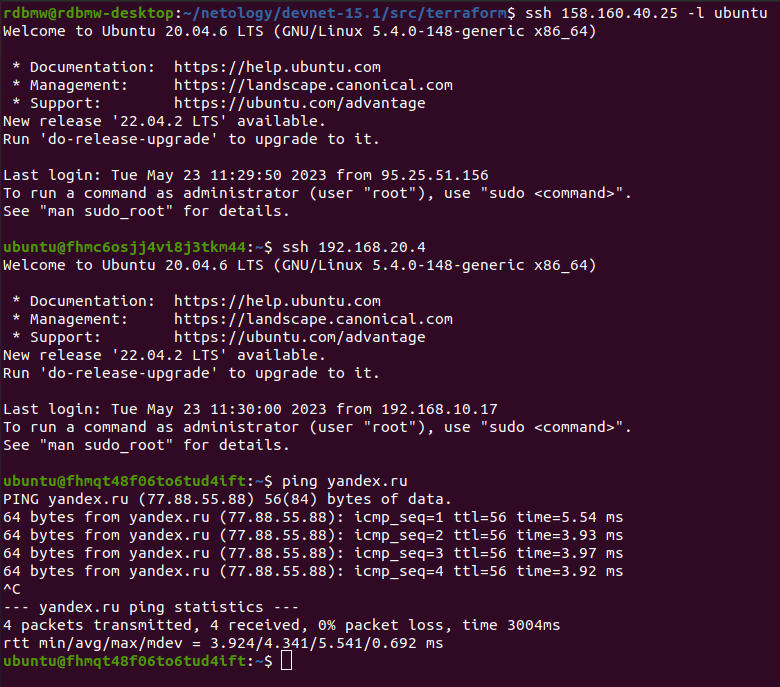 rdbmw@rdbmw-desktop:~/netology/devnet-15.1/src/terraform$ ssh 158.160.40.25 -l ubuntu
Welcome to Ubuntu 20.04.6 LTS (GNU/Linux 5.4.0-148-generic x86_64)

 * Documentation:  https://help.ubuntu.com
 * Management:     https://landscape.canonical.com
 * Support:        https://ubuntu.com/advantage
New release '22.04.2 LTS' available.
Run 'do-release-upgrade' to upgrade to it.

Last login: Tue May 23 11:29:50 2023 from 95.25.51.156
To run a command as administrator (user "root"), use "sudo <command>".
See "man sudo_root" for details.

ubuntu@fhmc6osjj4vi8j3tkm44:~$ ssh 192.168.20.4
Welcome to Ubuntu 20.04.6 LTS (GNU/Linux 5.4.0-148-generic x86_64)

 * Documentation:  https://help.ubuntu.com
 * Management:     https://landscape.canonical.com
 * Support:        https://ubuntu.com/advantage
New release '22.04.2 LTS' available.
Run 'do-release-upgrade' to upgrade to it.

Last login: Tue May 23 11:30:00 2023 from 192.168.10.17
To run a command as administrator (user "root"), use "sudo <command>".
See "man sudo_root" for details.

ubuntu@fhmqt48f06to6tud4ift:~$ ping yandex.ru
PING yandex.ru (77.88.55.88) 56(84) bytes of data.
64 bytes from yandex.ru (77.88.55.88): icmp_seq=1 ttl=56 time=5.54 ms
64 bytes from yandex.ru (77.88.55.88): icmp_seq=2 ttl=56 time=3.93 ms
64 bytes from yandex.ru (77.88.55.88): icmp_seq=3 ttl=56 time=3.97 ms
64 bytes from yandex.ru (77.88.55.88): icmp_seq=4 ttl=56 time=3.92 ms
^C
--- yandex.ru ping statistics ---
4 packets transmitted, 4 received, 0% packet loss, time 3004ms
rtt min/avg/max/mdev = 3.924/4.341/5.541/0.692 ms
ubuntu@fhmqt48f06to6tud4ift:~$